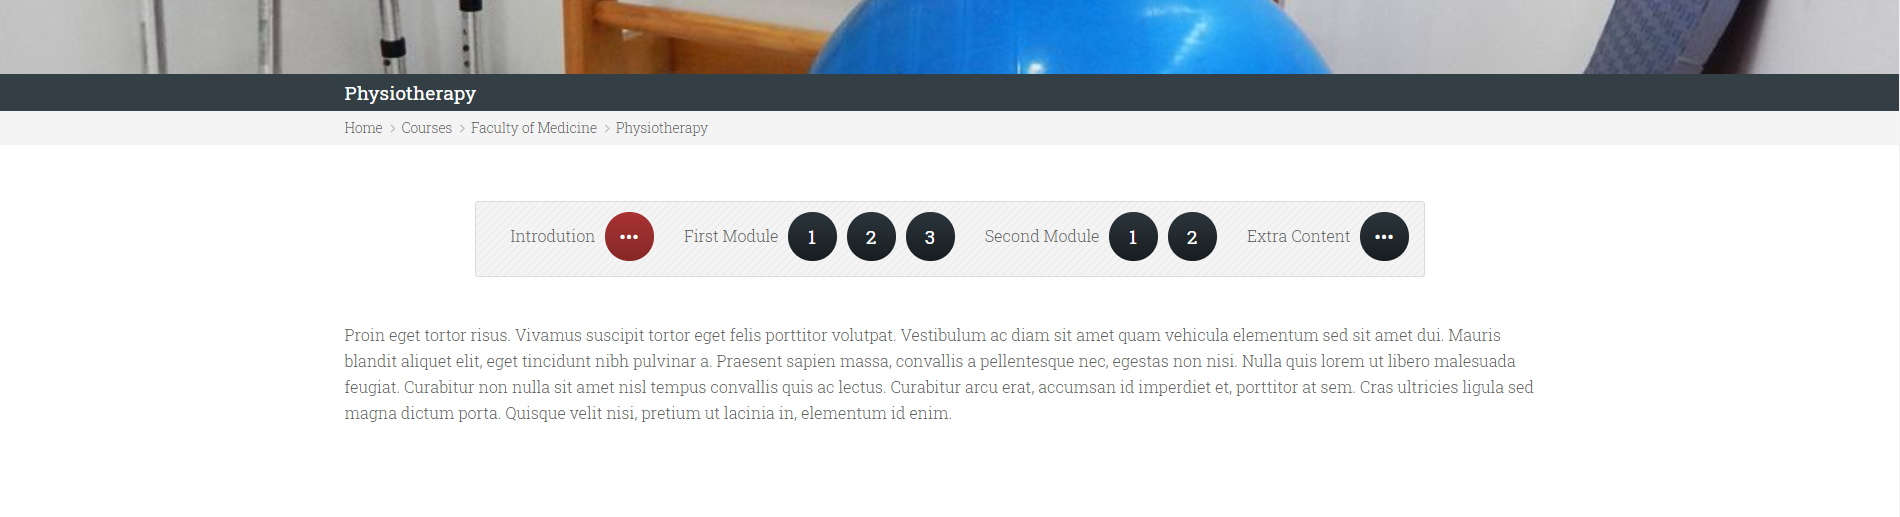 Physiotherapy
Home > Courses > Faculty of Medicine > Physiotherapy
Introdution ••• First Module 1 2 3 Second Module 1 2 Extra Content •••
Proin eget tortor risus. Vivamus suscipit tortor eget felis porttitor volutpat. Vestibulum ac diam sit amet quam vehicula elementum sed sit amet dui. Mauris
blandit aliquet elit, eget tincidunt nibh pulvinar a. Praesent sapien massa, convallis a pellentesque nec, egestas non nisi. Nulla quis lorem ut libero malesuada
feugiat. Curabitur non nulla sit amet nisl tempus convallis quis ac lectus. Curabitur arcu erat, accumsan id imperdiet et, porttitor at sem. Cras ultricies ligula sed
magna dictum porta. Quisque velit nisi, pretium ut lacinia in, elementum id enim.